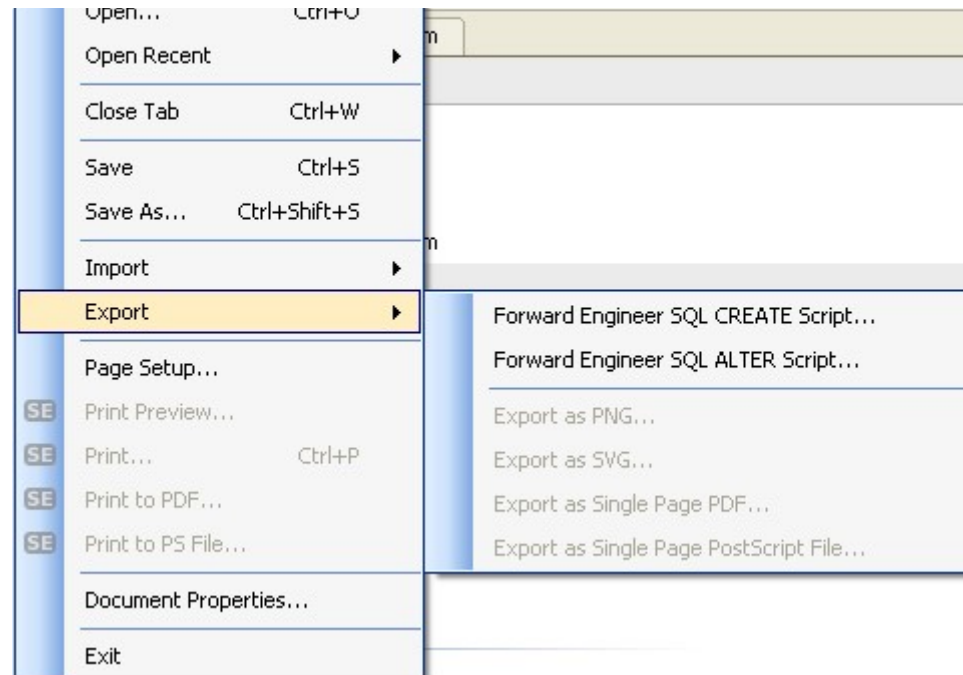 Open... Ctrl+O
m
Open Recent
Close Tab Ctrl+W
Save Ctrl+S
Save As... Ctrl+Shift+S
m
Import
Export
Forward Engineer SQL CREATE Script...
Forward Engineer SQL ALTER Script...
Page Setup...
SE Print Preview...
Export as PNG...
SE Print... Ctrl+P
Export as SVG...
SE Print to PDF...
Export as Single Page PDF...
SE Print to PS File...
Export as Single Page PostScript File...
Document Properties...
Exit